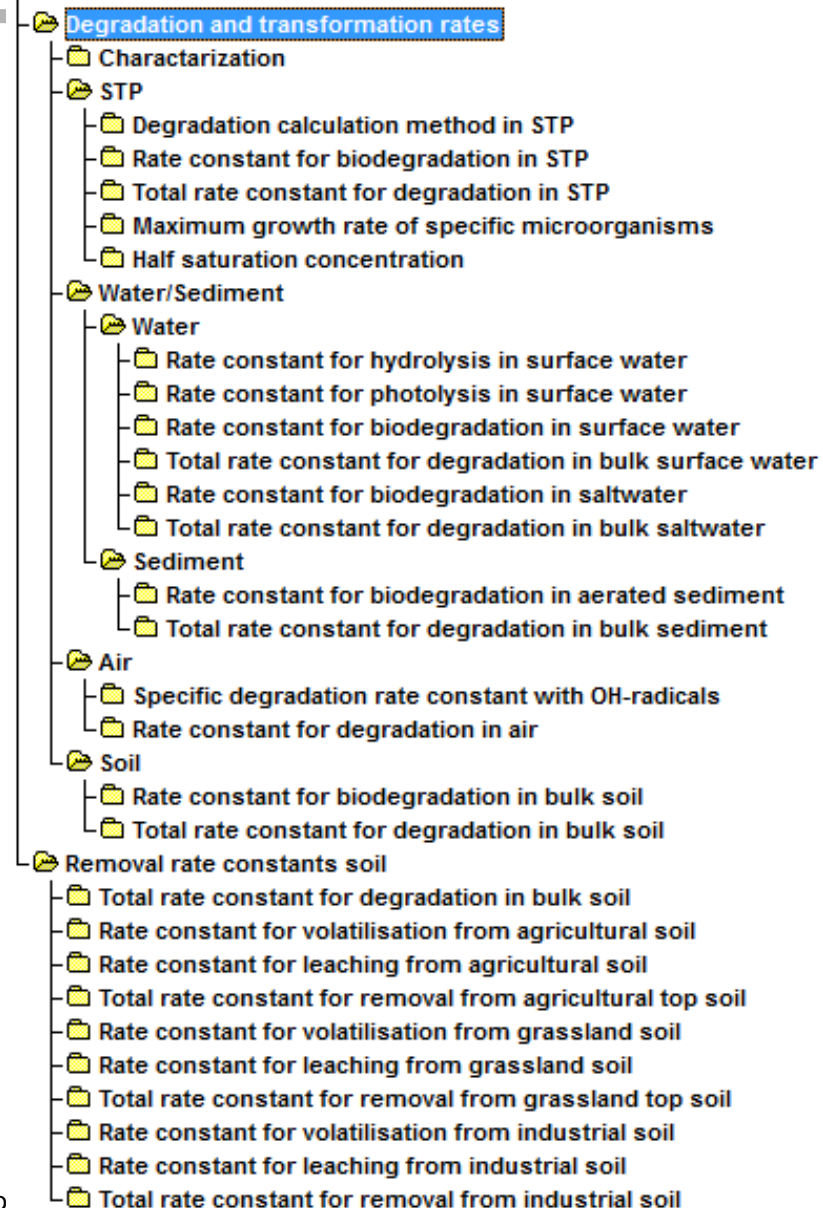 Degradation and transformation rates
Charactarization
STP
Degradation calculation method in STP
Rate constant for biodegradation in STP
Total rate constant for degradation in STP
Maximum growth rate of specific microorganisms
Half saturation concentration
Water/Sediment
Water
Rate constant for hydrolysis in surface water
Rate constant for photolysis in surface water
Rate constant for biodegradation in surface water
Total rate constant for degradation in bulk surface water
Rate constant for biodegradation in saltwater
Total rate constant for degradation in bulk saltwater
Sediment
Rate constant for biodegradation in aerated sediment
Total rate constant for degradation in bulk sediment
Air
Specific degradation rate constant with OH-radicals
Rate constant for degradation in air
Soil
Rate constant for biodegradation in bulk soil
Total rate constant for degradation in bulk soil
Removal rate constants soil
Total rate constant for degradation in bulk soil
Rate constant for volatilisation from agricultural soil
Rate constant for leaching from agricultural soil
Total rate constant for removal from agricultural top soil
Rate constant for volatilisation from grassland soil
Rate constant for leaching from grassland soil
Total rate constant for removal from grassland top soil
Rate constant for volatilisation from industrial soil
Rate constant for leaching from industrial soil
Total rate constant for removal from industrial soil